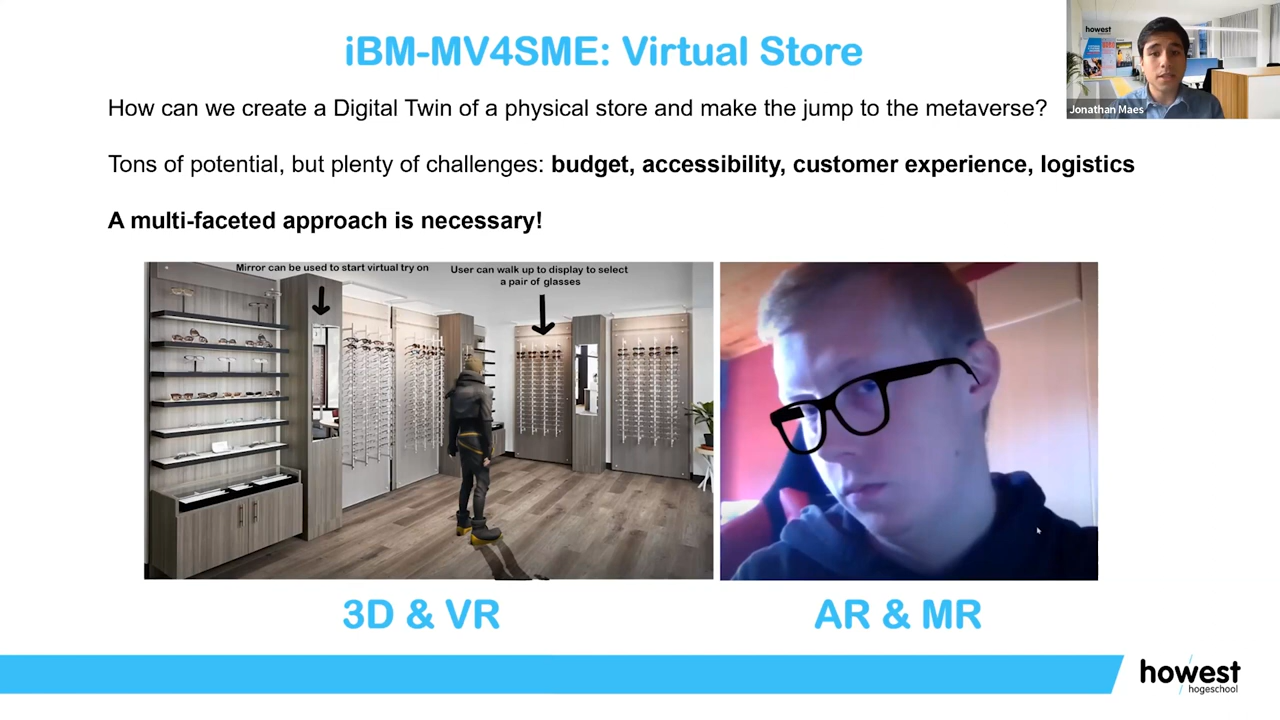 iBM-MV4SME: Virtual Store
howest
Jonathan Maes
How can we create a Digital Twin of a physical store and make the jump to the metaverse?
Tons of potential, but plenty of challenges: budget, accessibility, customer experience, logistics
A multi-faceted approach is necessary!
Mirror can be used to start virtual try on
User can walk up to display to select
a pair of glasses
3D & VR
AR & MR
howest
hogeschool